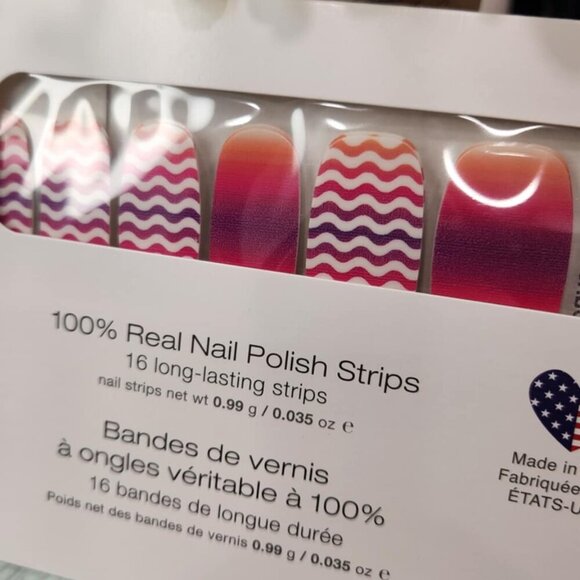 100% Real Nail Polish Strips
16 long-lasting strips
nail strips net wt 0.99 g / 0.035 oz ℮
Bandes de vernis
à ongles véritable à 100%
16 bandes de longue durée
Poids net des bandes de vernis 0.99 g / 0.035 oz ℮
Made in
Fabriquée
ÉTATS-U